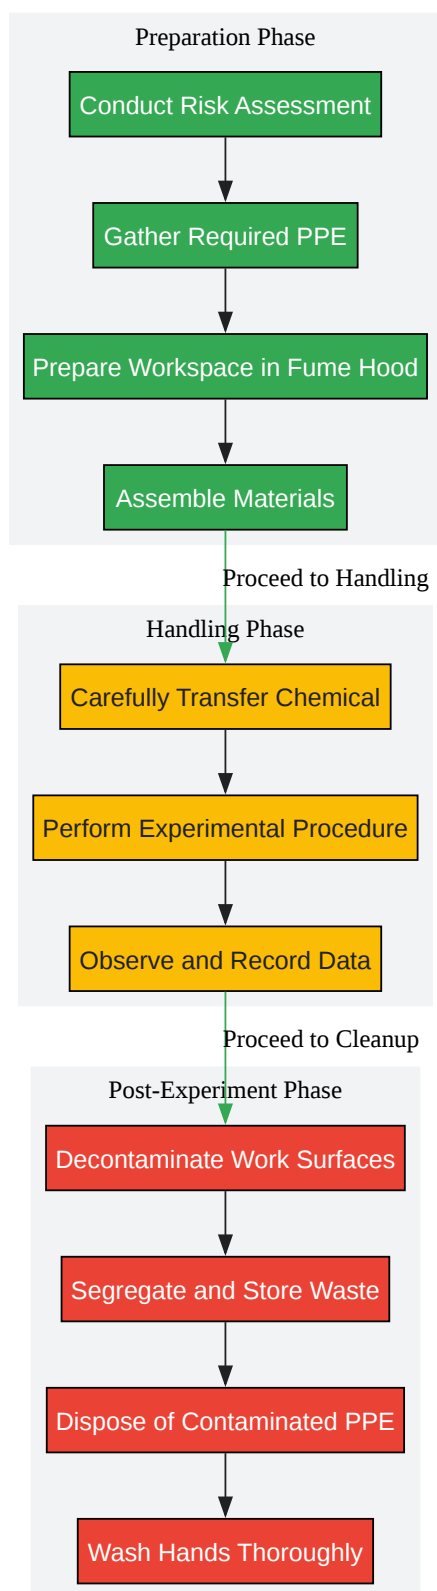 Preparation Phase
Conduct Risk Assessment
Gather Required PPE
Prepare Workspace in Fume Hood
Assemble Materials
Proceed to Handling
Handling Phase
Carefully Transfer Chemical
Perform Experimental Procedure
Observe and Record Data
Proceed to Cleanup
Post-Experiment Phase
Decontaminate Work Surfaces
Segregate and Store Waste
Dispose of Contaminated PPE
Wash Hands Thoroughly